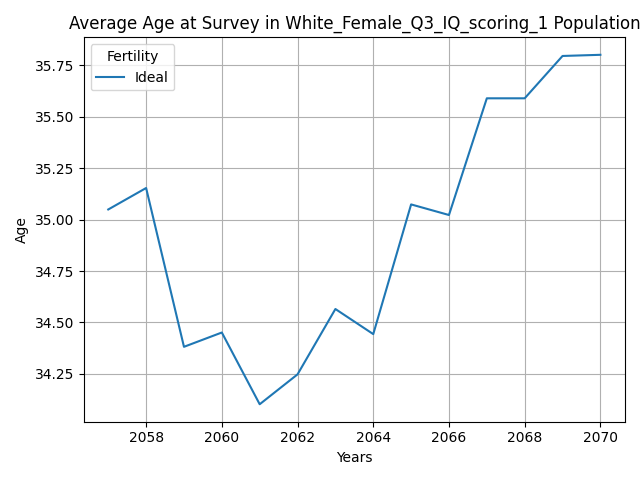 Average Age at Survey in White_Female_Q3_IQ_scoring_1 Population
Fertility
Ideal
35.75
35.50
35.25
35.00
34.75
34.50
34.25
Age
2058 2060 2062 2064 2066 2068 2070
Years